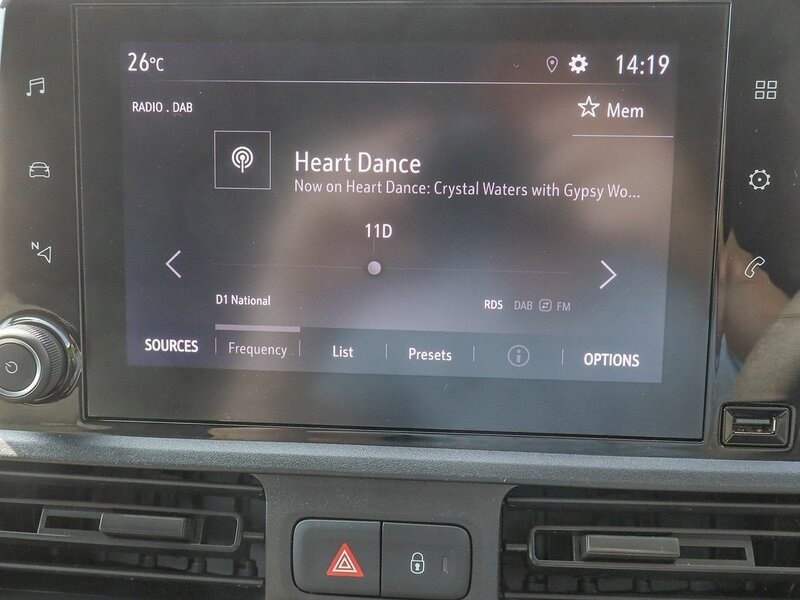 26°C
14:19
RADIO . DAB
Mem
Heart Dance
Now on Heart Dance: Crystal Waters with Gypsy Wo...
11D
N
D1 National
RDS DAB FM
SOURCES Frequency List Presets OPTIONS